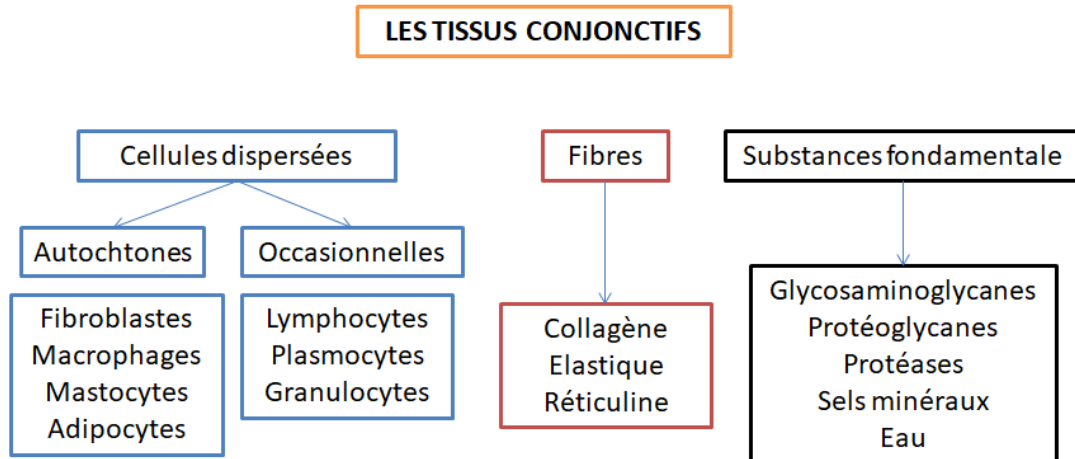 LES TISSUS CONJONCTIFS
Cellules dispersées
Fibres
Substances fondamentale
Autochtones
Occasionnelles
Fibroblastes
Macrophages
Mastocytes
Adipocytes
Lymphocytes
Plasmocytes
Granulocytes
Collagène
Elastique
Réticuline
Glycosaminoglycanes
Protéoglycanes
Protéases
Sels minéraux
Eau